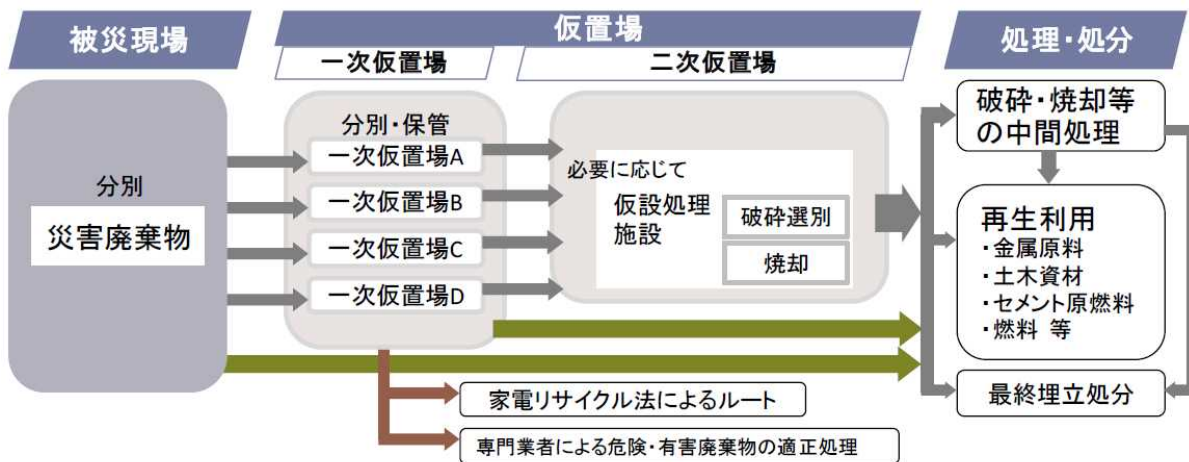 被災現場
仮置場
処理・処分
一次仮置場
二次仮置場
分別
災害廃棄物
分別・保管
一次仮置場A
一次仮置場B
一次仮置場C
一次仮置場D
必要に応じて
仮設処理
施設
破砕選別
焼却
破砕・焼却等
の中間処理
再生利用
・金属原料
・土木資材
・セメント原燃料
・燃料 等
最終埋立処分
家電リサイクル法によるルート
専門業者による危険・有害廃棄物の適正処理